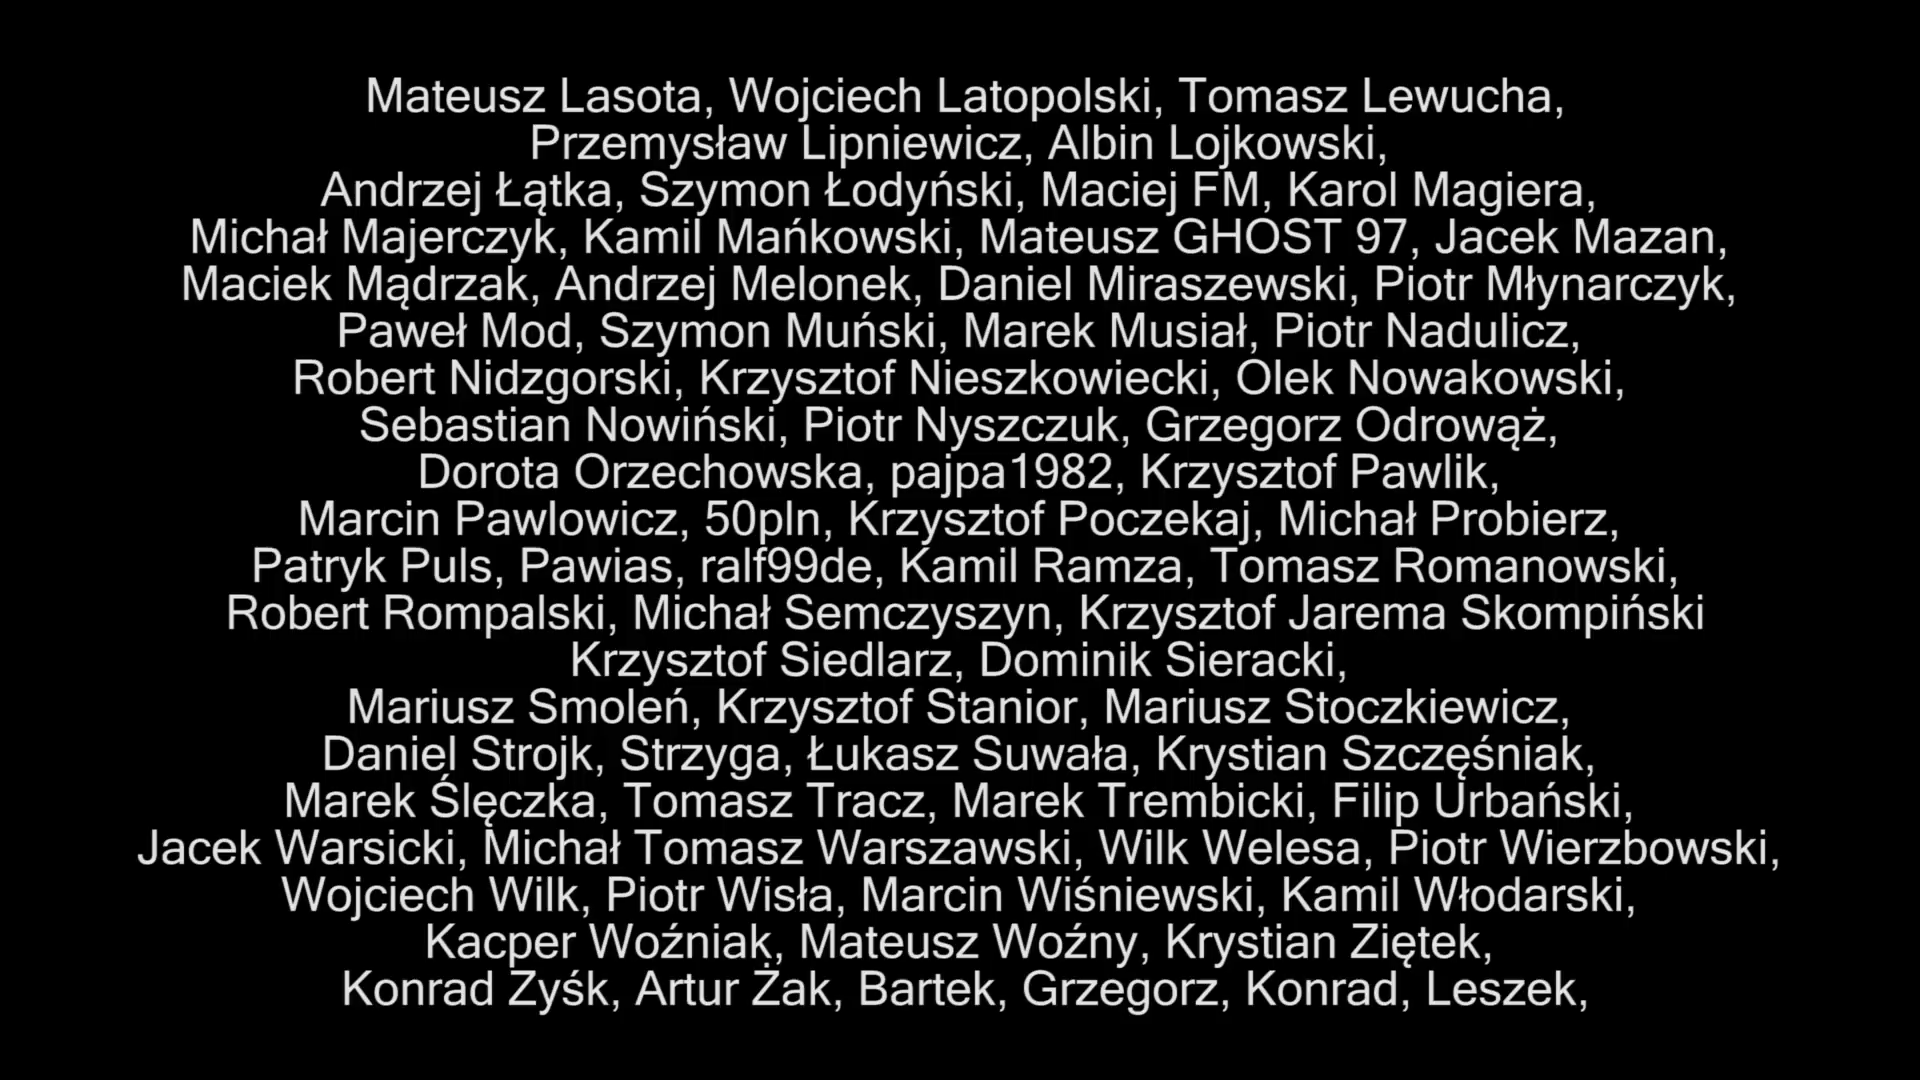 Mateusz Lasota, Wojciech Latopolski, Tomasz Lewucha,
Przemysław Lipniewicz, Albin Lojkowski,
Andrzej Łątka, Szymon Łodyński, Maciej FM, Karol Magiera,
Michał Majerczyk, Kamil Mańkowski, Mateusz GHOST 97, Jacek Mazan,
Maciek Mądrzak, Andrzej Melonek, Daniel Miraszewski, Piotr Młynarczyk,
Paweł Mod, Szymon Muński, Marek Musiał, Piotr Nadulicz,
Robert Nidzgorski, Krzysztof Nieszkowiecki, Olek Nowakowski,
Sebastian Nowiński, Piotr Nyszczuk, Grzegorz Odrowąż,
Dorota Orzechowska, pajpa1982, Krzysztof Pawlik,
Marcin Pawlowicz, 50pln, Krzysztof Poczekaj, Michał Probierz,
Patryk Puls, Pawias, ralf99de, Kamil Ramza, Tomasz Romanowski,
Robert Rompalski, Michał Semczyszyn, Krzysztof Jarema Skompiński
Krzysztof Siedlarz, Dominik Sieracki,
Mariusz Smoleń, Krzysztof Stanior, Mariusz Stoczkiewicz,
Daniel Strojk, Strzyga, Łukasz Suwała, Krystian Szczęśniak,
Marek Ślęczka, Tomasz Tracz, Marek Trembicki, Filip Urbański,
Jacek Warsicki, Michał Tomasz Warszawski, Wilk Welesa, Piotr Wierzbowski,
Wojciech Wilk, Piotr Wisła, Marcin Wiśniewski, Kamil Włodarski,
Kacper Woźniak, Mateusz Woźny, Krystian Ziętek,
Konrad Zyśk, Artur Żak, Bartek, Grzegorz, Konrad, Leszek,